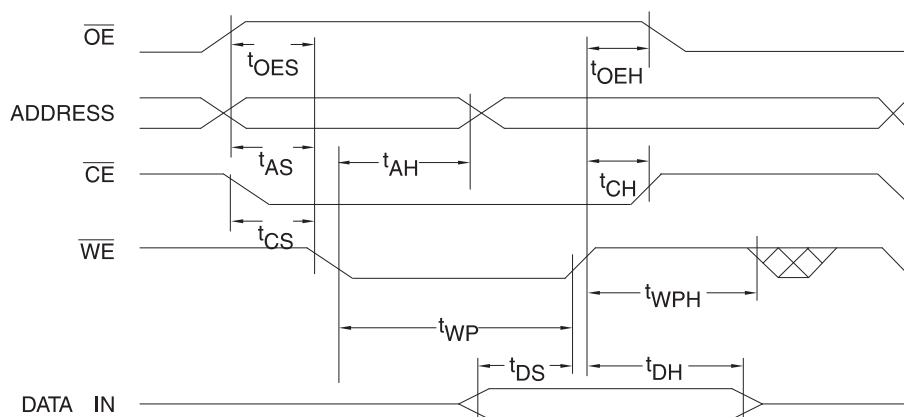 OE
tOES
tOEH
ADDRESS
tAS
tAH
CE
tCH
tCS
WE
tWPH
tWP
tDS
tDH
DATA IN